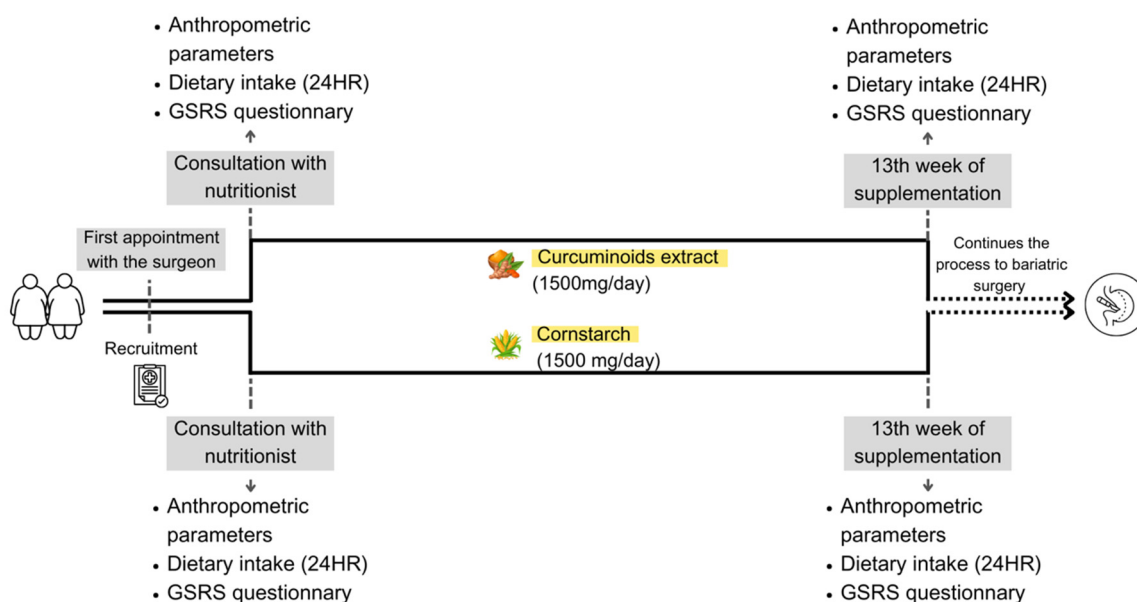 • Anthropometric
parameters
• Dietary intake (24HR)
• GSRS questionnary
• Anthropometric
parameters
• Dietary intake (24HR)
• GSRS questionnary
Consultation with
nutritionist
13th week of
supplementation
First appointment
with the surgeon
Curcuminoids extract
(1500mg/day)
Continues the
process to bariatric
surgery
Recruitment
Cornstarch
(1500 mg/day)
Consultation with
nutritionist
13th week of
supplementation
• Anthropometric
parameters
• Dietary intake (24HR)
• GSRS questionnary
• Anthropometric
parameters
• Dietary intake (24HR)
• GSRS questionnary